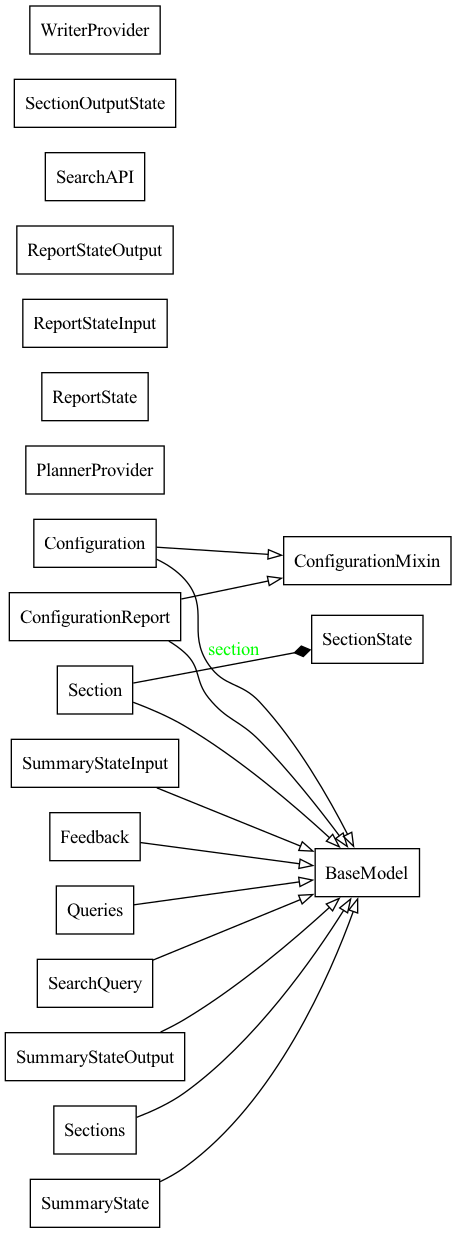 WriterProvider
SectionOutputState
SearchAPI
ReportStateOutput
ReportStateInput
ReportState
PlannerProvider
Configuration
ConfigurationMixin
ConfigurationReport
SectionState
section
Section
SummaryStateInput
Feedback
BaseModel
Queries
SearchQuery
SummaryStateOutput
Sections
SummaryState